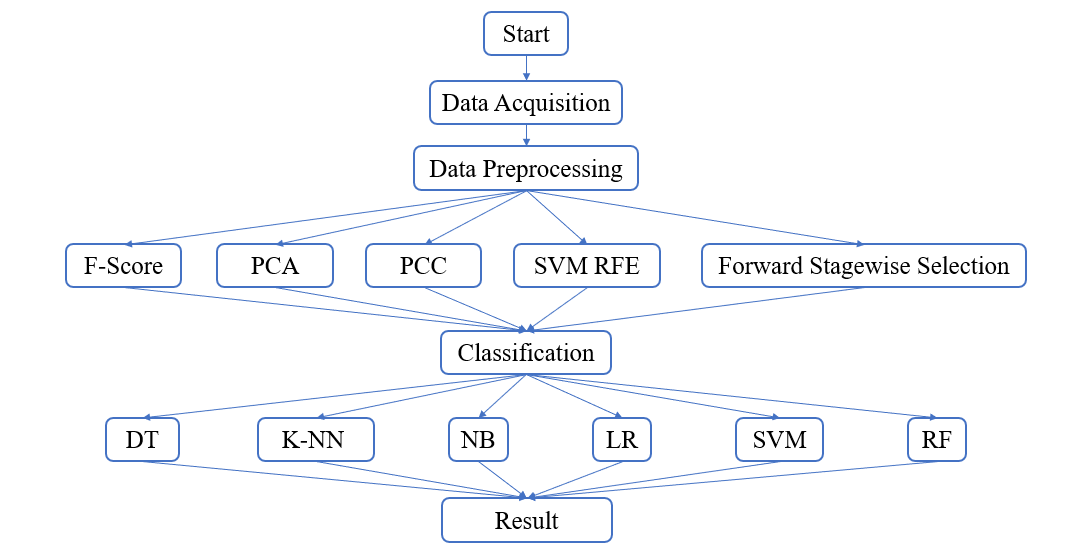 Start
Data Acquisition
Data Preprocessing
F-Score
PCA
PCC
SVM RFE
Forward Stagewise Selection
Classification
DT
K-NN
NB
LR
SVM
RF
Result